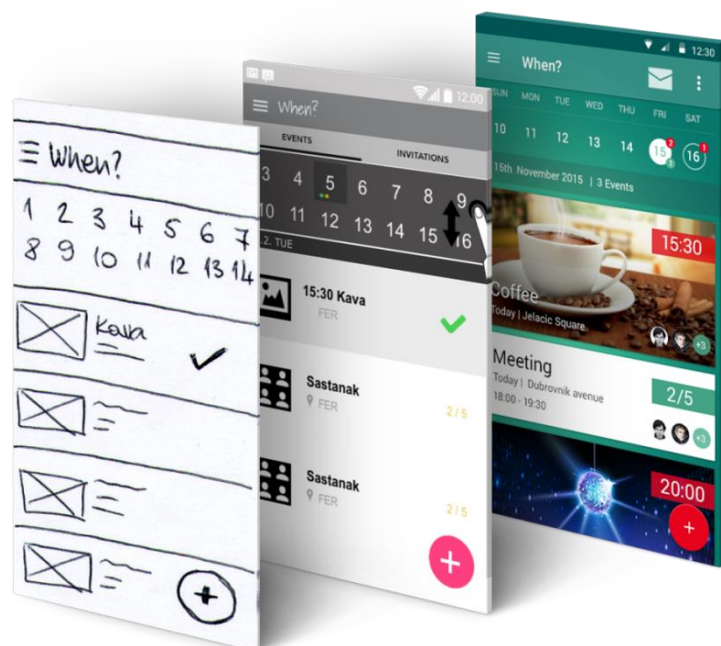 When?
1 2 3 4 5 6 7
8 9 10 11 12 13 14
Kava
12:00
When?
EVENTS INVITATIONS
3 4 5 6 7 8 9
10 11 12 13 14 15 16
.2. TUE
15:30 Kava
FER
Sastanak
FER
2/5
Sastanak
FER
2/5
+
12:30
When?
SUN MON TUE WED THU FRI SAT
10 11 12 13 14 15 16
2
1
1
15th November 2015 | 3 Events
15:30
Coffee
Today | Jelacic Square
+3
Meeting
Today | Dubrovnik avenue
18:00 - 19:30
2/5
+3
20:00
+